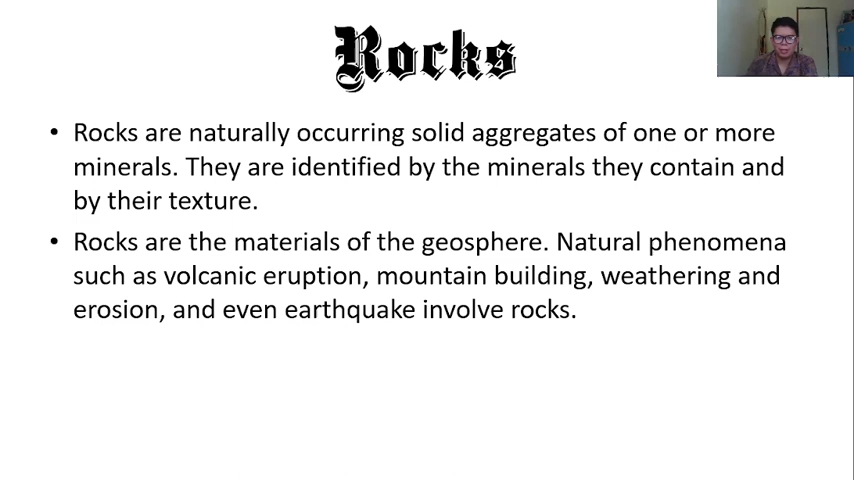 Rocks
• Rocks are naturally occurring solid aggregates of one or more
minerals. They are identified by the minerals they contain and
by their texture.
• Rocks are the materials of the geosphere. Natural phenomena
such as volcanic eruption, mountain building, weathering and
erosion, and even earthquake involve rocks.